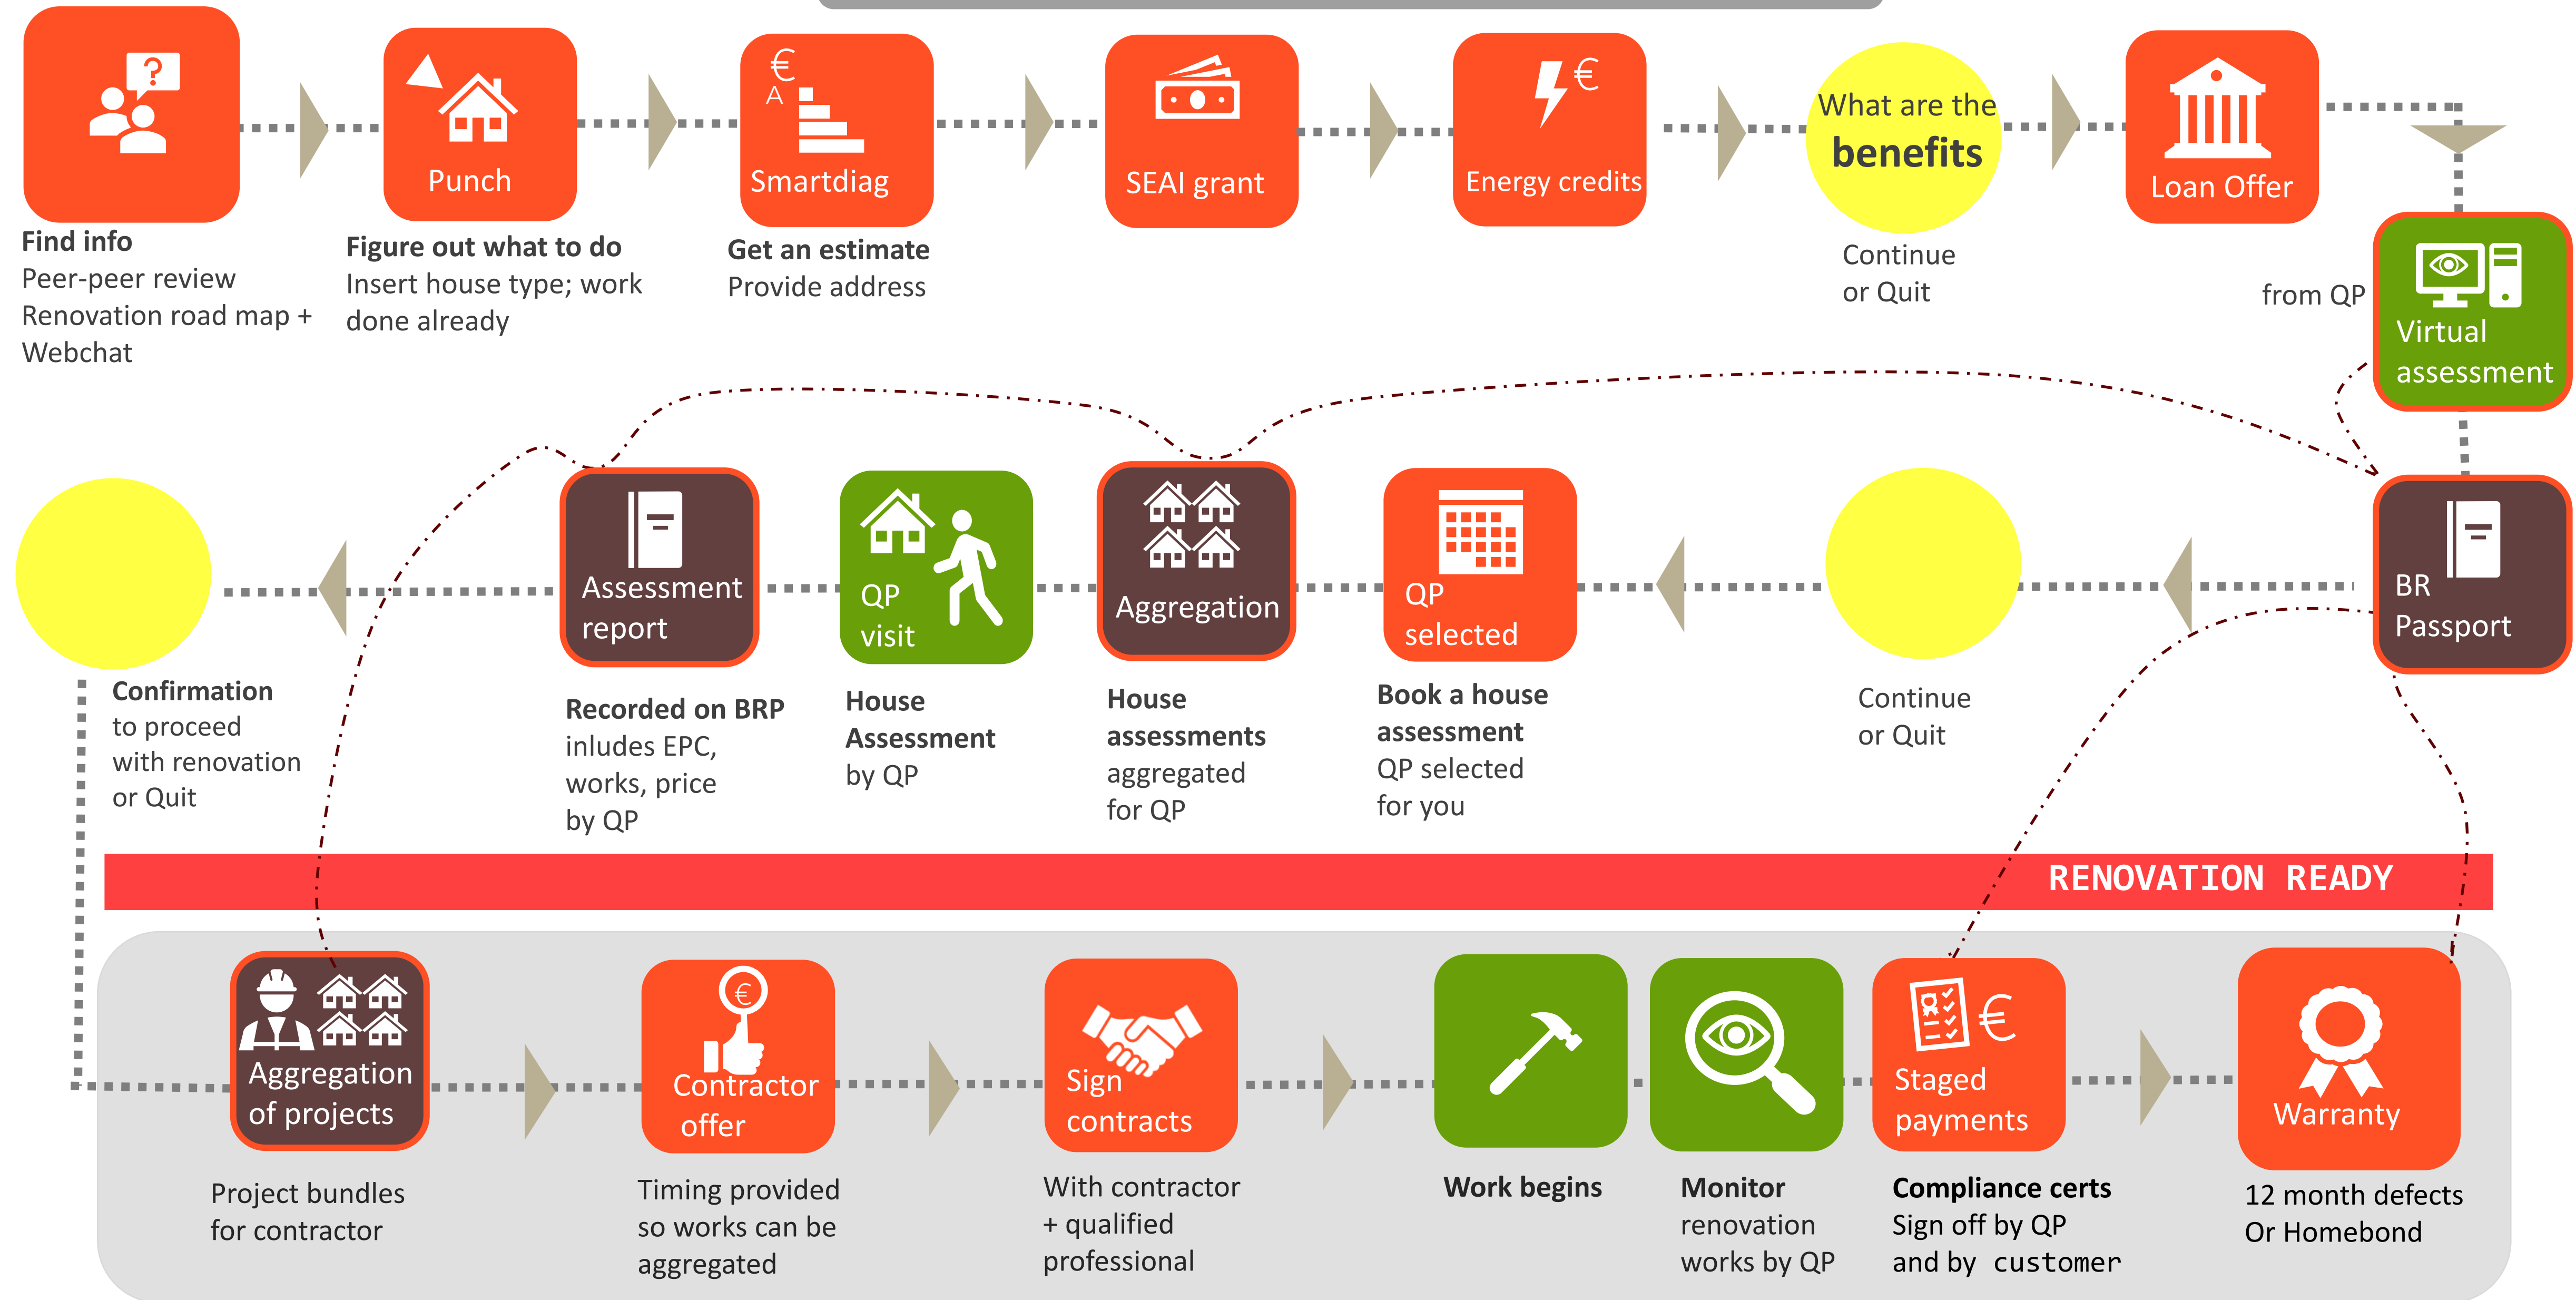 ?
Find info
Peer-peer review
Renovation road map +
Webchat
Punch
Figure out what to do
Insert house type; work
done already
€
A
Smartdiag
Get an estimate
Provide address
SEAI grant
€
Energy credits
What are the
benefits
Continue
or Quit
Loan Offer
from QP
Virtual
assessment
BR
Passport
Continue
or Quit
QP
selected
Book a house
assessment
QP selected
for you
Aggregation
House
assessments
aggregated
for QP
QP
visit
House
Assessment
by QP
Assessment
report
Recorded on BRP
inludes EPC,
works, price
by QP
Confirmation
to proceed
with renovation
or Quit
RENOVATION READY
Aggregation
of projects
Project bundles
for contractor
€
Contractor
offer
Timing provided
so works can be
aggregated
Sign
contracts
With contractor
+ qualified
professional
Work begins
Monitor
renovation
works by QP
€
Staged
payments
Compliance certs
Sign off by QP
and by customer
Warranty
12 month defects
Or Homebond